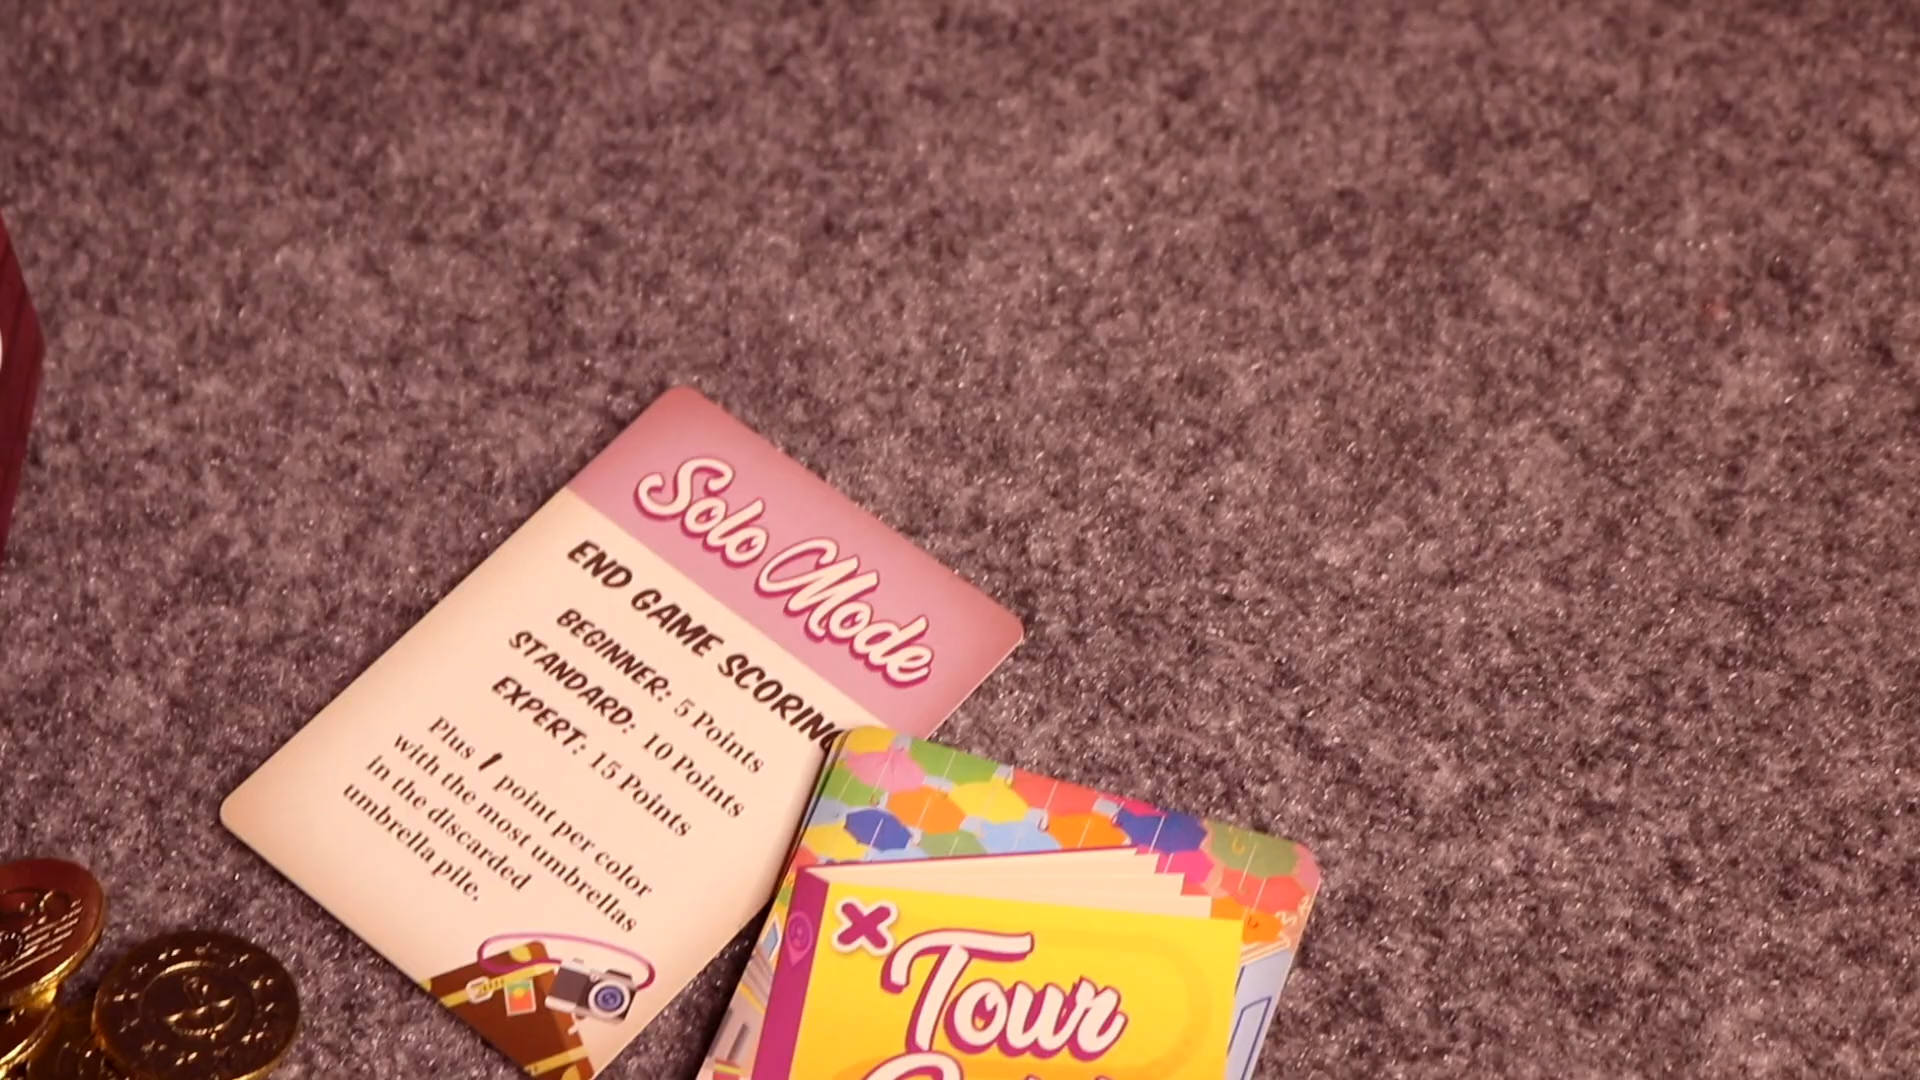 Solo Mode
END GAME SCORING
BEGINNER: 5 Points
STANDARD: 10 Points
EXPERT: 15 Points
Plus 1 point per color
with the most umbrellas
in the discarded
umbrella pile.
Tour